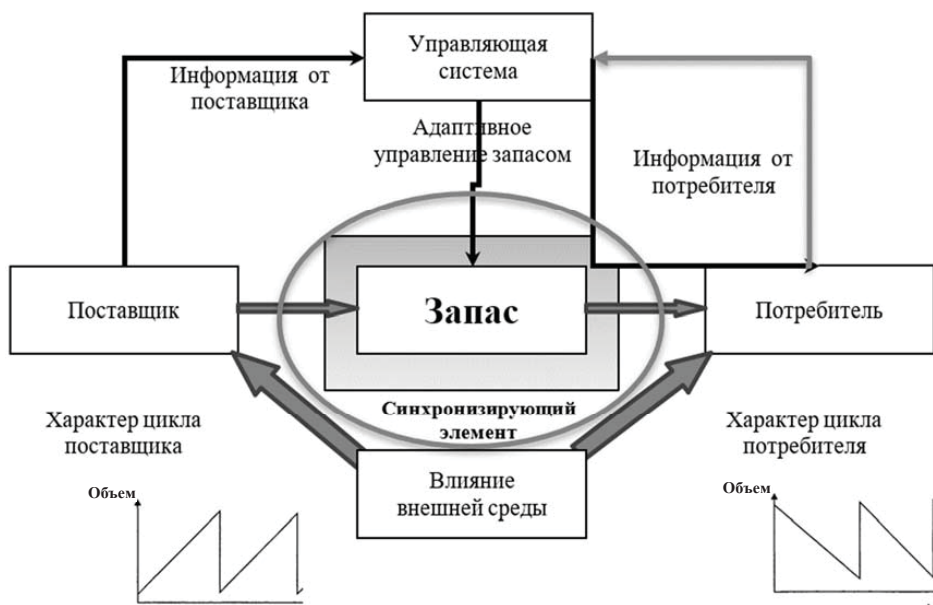 Управляющая
система
Информация от
поставщика
Адаптивное
управление запасом
Информация от
потребителя
Поставщик
Запас
Потребитель
Синхронизирующий
элемент
Характер цикла
поставщика
Характер цикла
потребителя
Влияние
внешней среды
Объем
Объем